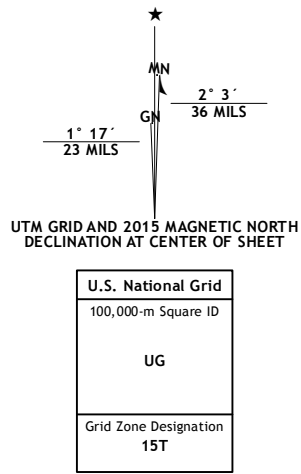 ★
MN
GN
2° 3´
36 MILS
1° 17´
23 MILS
UTM GRID AND 2015 MAGNETIC NORTH
DECLINATION AT CENTER OF SHEET
U.S. National Grid
100,000-m Square ID
UG
Grid Zone Designation
15T